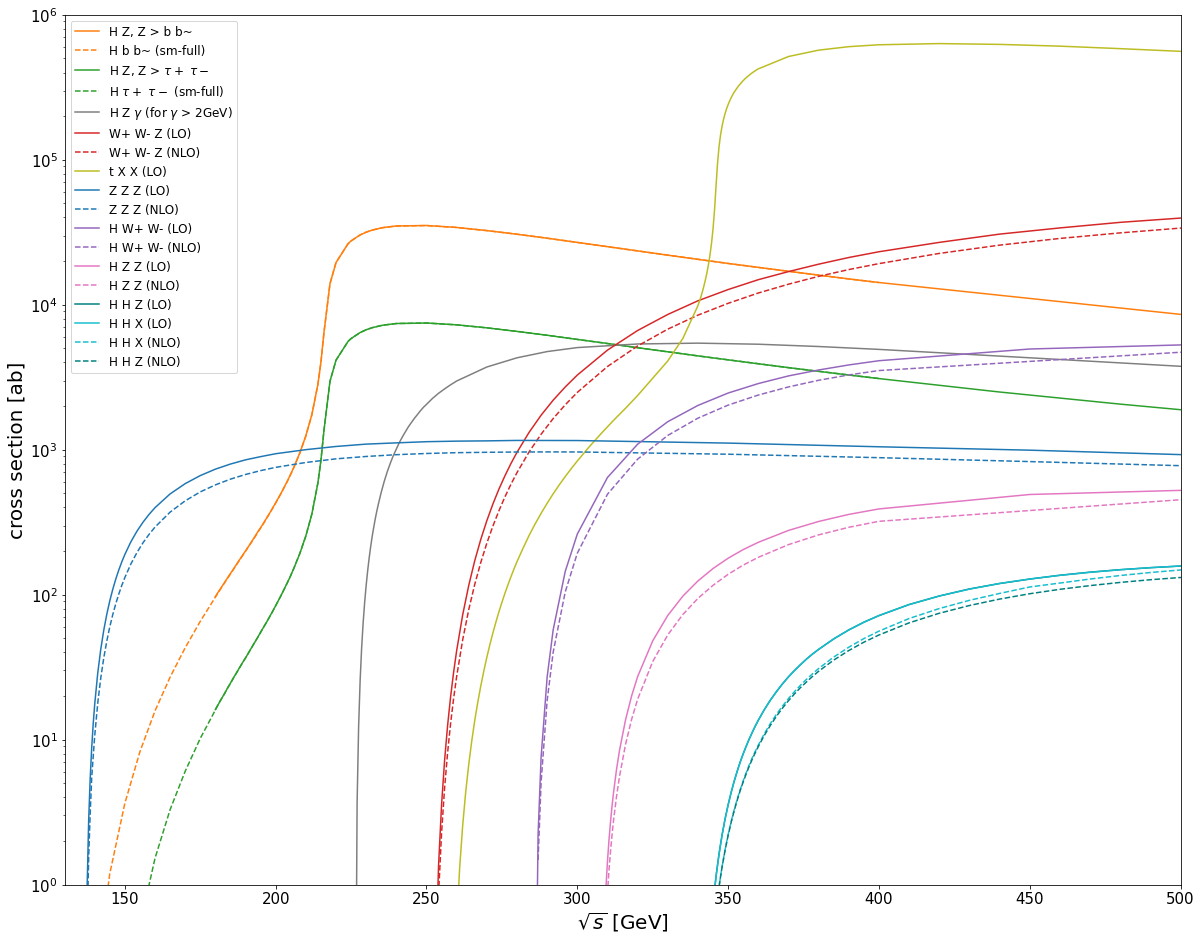 H Z, Z > b b~
H b b~ (sm-full)
H Z, Z > τ + τ −
H τ + τ − (sm-full)
H Z γ (for γ > 2GeV)
W+ W- Z (LO)
W+ W- Z (NLO)
t X X (LO)
Z Z Z (LO)
Z Z Z (NLO)
H W+ W- (LO)
H W+ W- (NLO)
H Z Z (LO)
H Z Z (NLO)
H H Z (LO)
H H X (LO)
H H X (NLO)
H H Z (NLO)
10⁶
10⁵
10⁴
10³
10²
10¹
10⁰
cross section [ab]
150 200 250 300 350 400 450 500
√s [GeV]